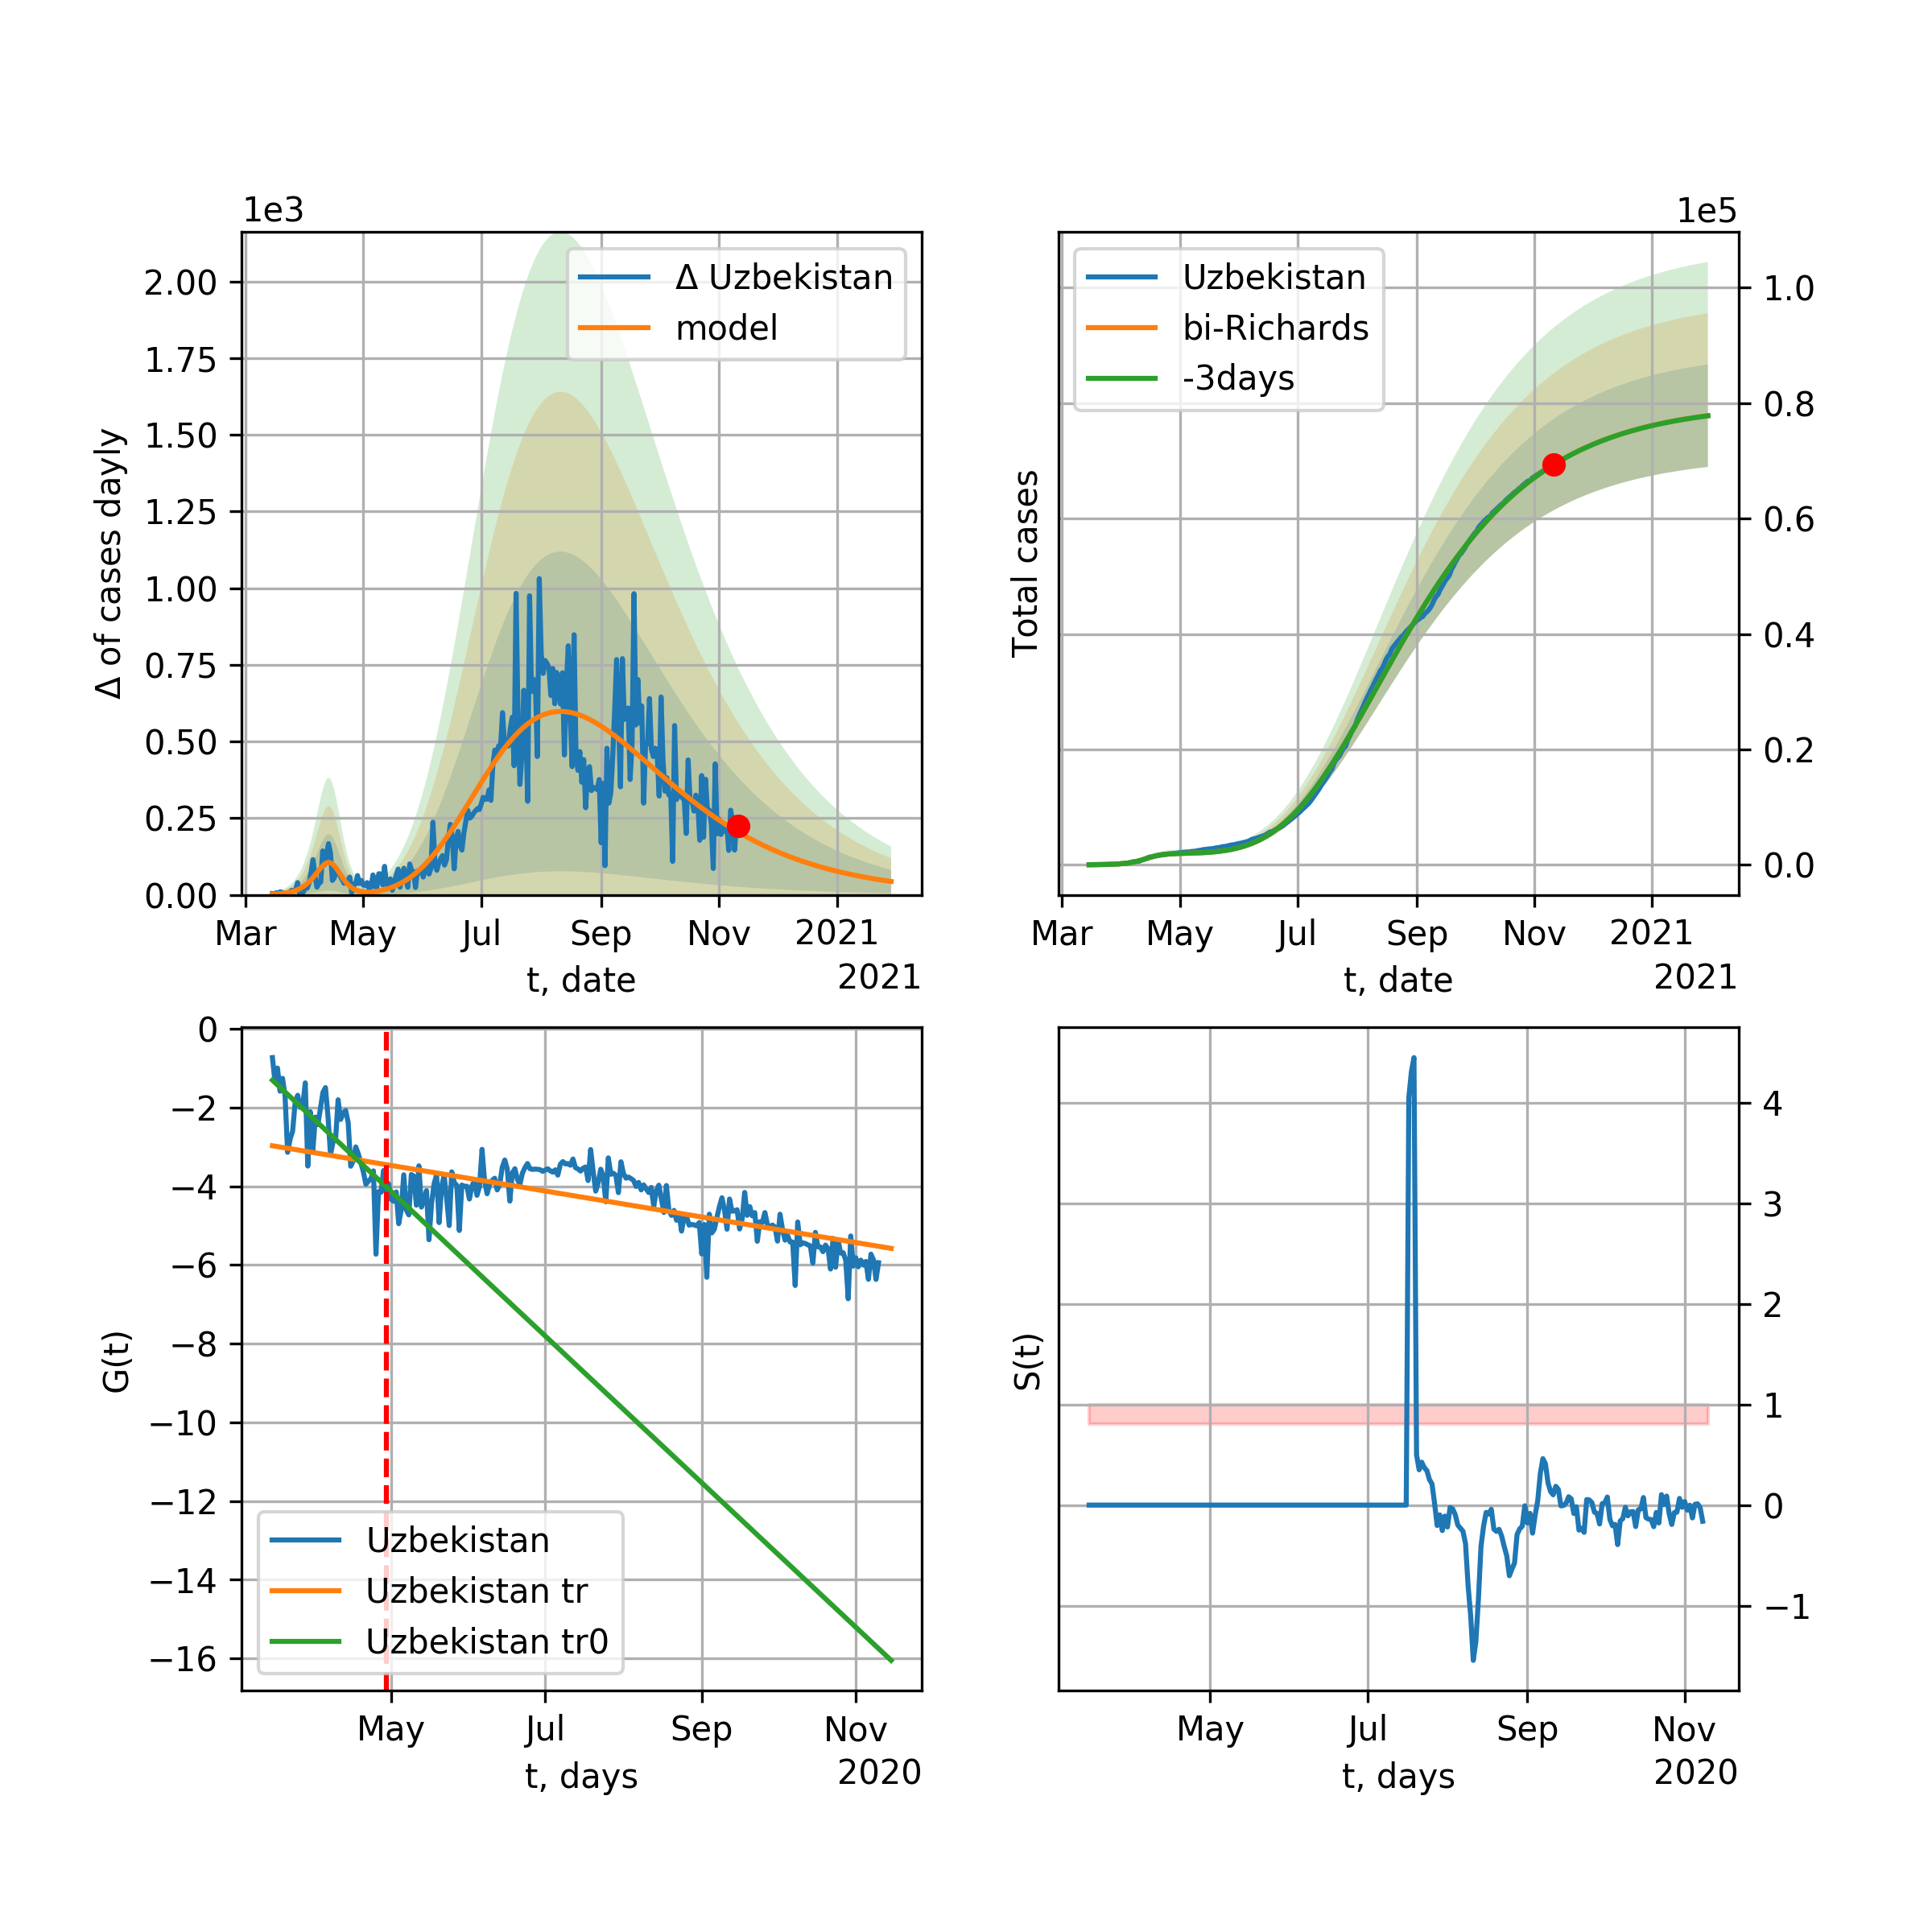 1e3
Δ of cases dayly
2.00
1.75
1.50
1.25
1.00
0.75
0.50
0.25
0.00
Δ Uzbekistan
model
Mar May Jul Sep Nov 2021
t, date
2021
1e5
Total cases
Uzbekistan
bi-Richards
-3days
1.0
0.8
0.6
0.4
0.2
0.0
Mar May Jul Sep Nov 2021
t, date
2021
G(t)
0
−2
−4
−6
−8
−10
−12
−14
−16
Uzbekistan
Uzbekistan tr
Uzbekistan tr0
May Jul Sep Nov
t, days
2020
S(t)
4
3
2
1
0
−1
May Jul Sep Nov
t, days
2020